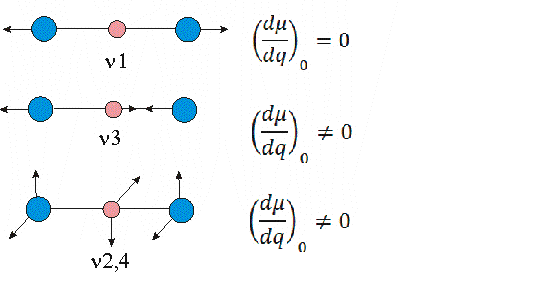 ν1
(dμ/dq)₀ = 0
ν3
(dμ/dq)₀ ≠ 0
ν2,4
(dμ/dq)₀ ≠ 0